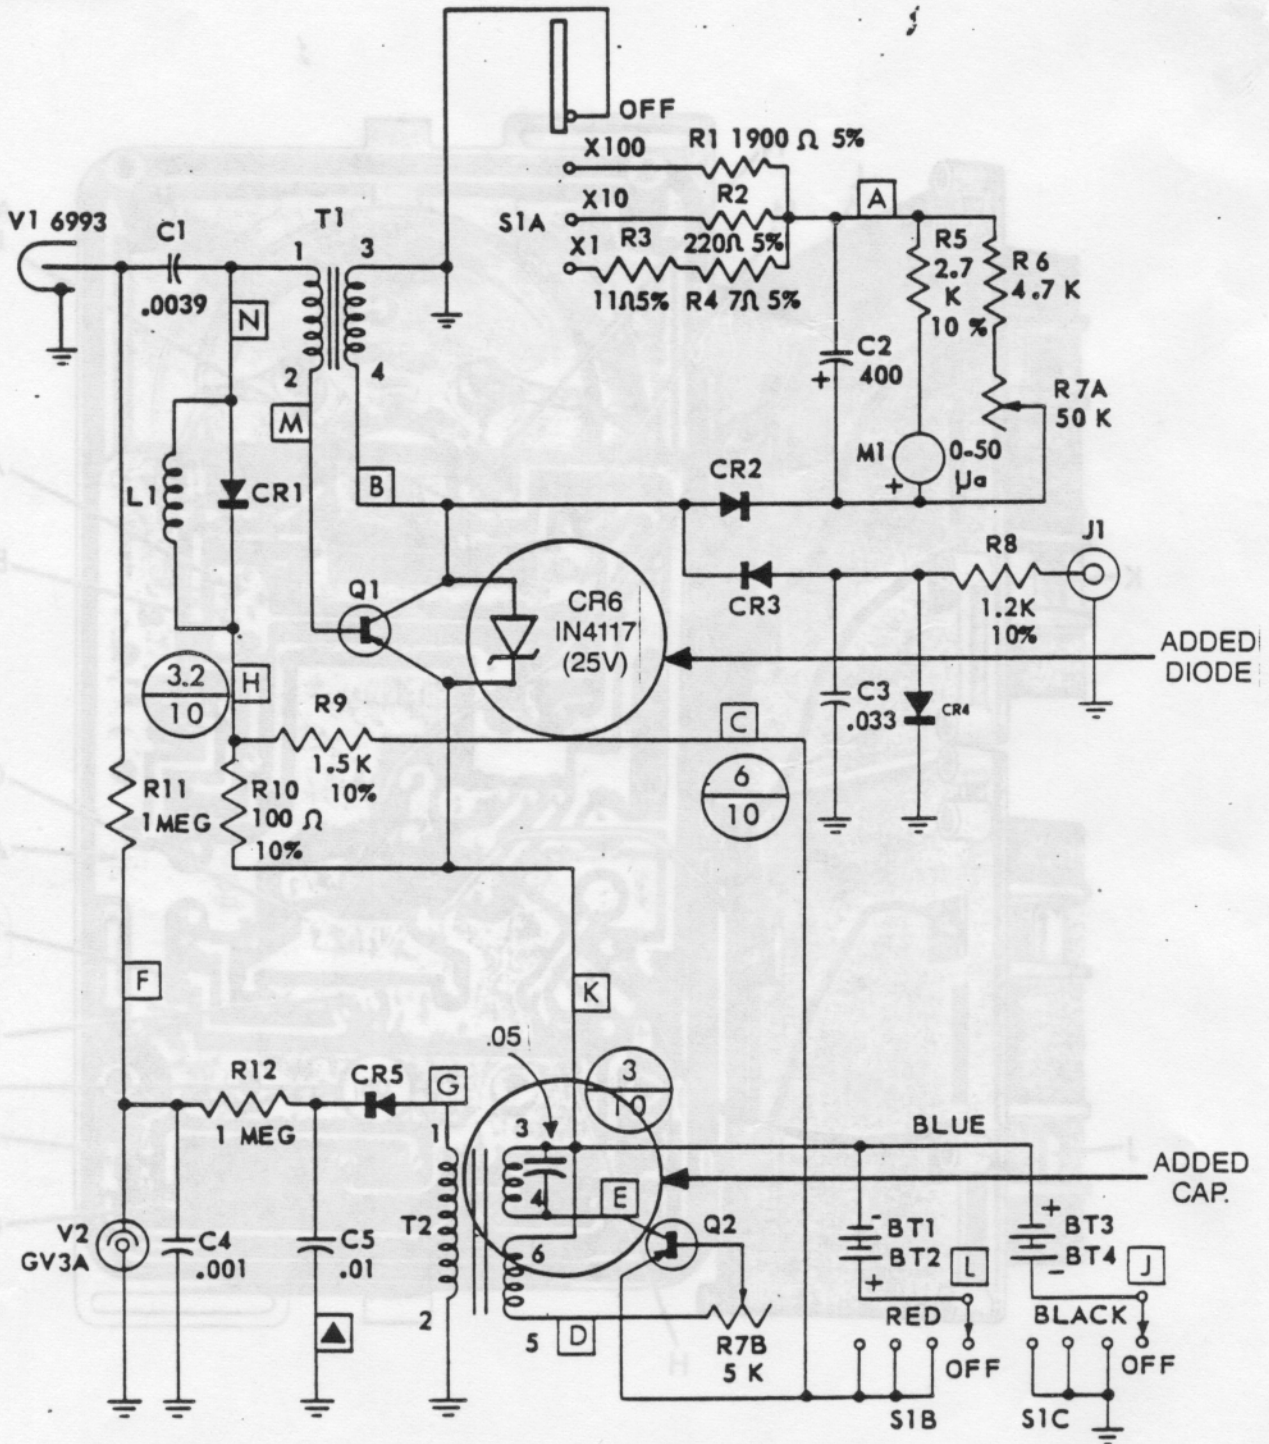 OFF
X100
R1 1900 Ω 5%
X10
R2
220Ω 5%
S1A
X1
R3
11Ω5%
R4 7Ω 5%
A
V1 6993
C1
.0039
T1
1
3
2
4
N
M
B
R5
2.7
K
10 %
R6
4.7 K
C2
400
+
R7A
50 K
M1
0-50
µa
+
L1
CR1
CR2
CR3
J1
R8
1.2K
10%
Q1
CR6
IN4117
(25V)
ADDED
DIODE
3.2
10
H
R9
1.5 K
10%
C
6
10
C3
.033
CR4
R11
1MEG
R10
100 Ω
10%
F
K
.05
3
10
R12
1 MEG
CR5
G
1
3
4
6
5
2
T2
E
D
Q2
BLUE
ADDED
CAP.
V2
GV3A
C4
.001
C5
.01
▲
R7B
5 K
-
BT1
BT2
+
L
RED
OFF
S1B
+
BT3
BT4
-
J
BLACK
OFF
S1C